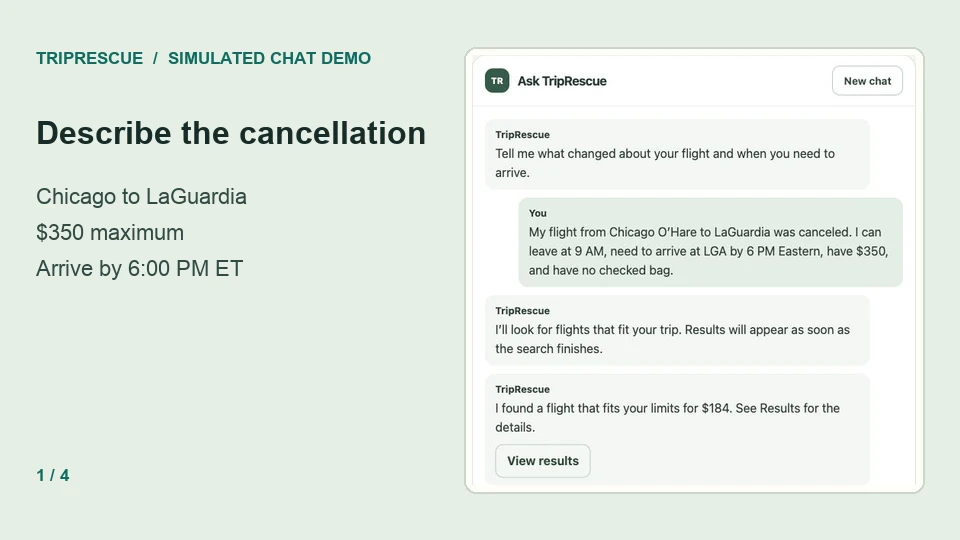 TRIPRESCUE / SIMULATED CHAT DEMO
Describe the cancellation
Chicago to LaGuardia
$350 maximum
Arrive by 6:00 PM ET
1 / 4
TR Ask TripRescue
New chat
TripRescue
Tell me what changed about your flight and when you need to
arrive.
You
My flight from Chicago O’Hare to LaGuardia was canceled. I can
leave at 9 AM, need to arrive at LGA by 6 PM Eastern, have $350,
and have no checked bag.
TripRescue
I’ll look for flights that fit your trip. Results will appear as soon as
the search finishes.
TripRescue
I found a flight that fits your limits for $184. See Results for the
details.
View results